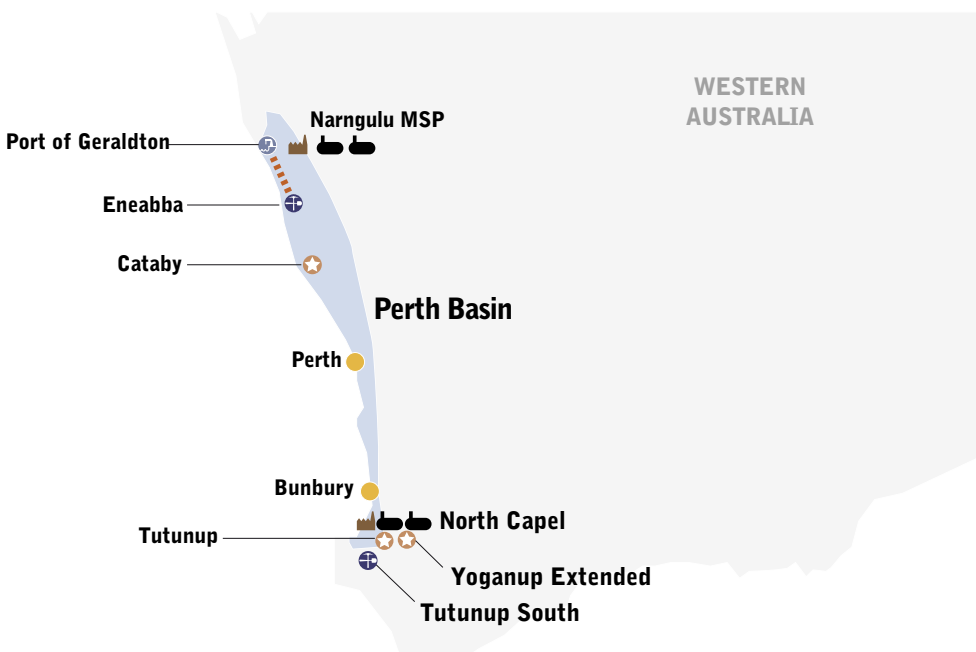 WESTERN
AUSTRALIA
Narngulu MSP
Port of Geraldton
Eneabba
Cataby
Perth Basin
Perth
Bunbury
North Capel
Tutunup
Yoganup Extended
Tutunup South